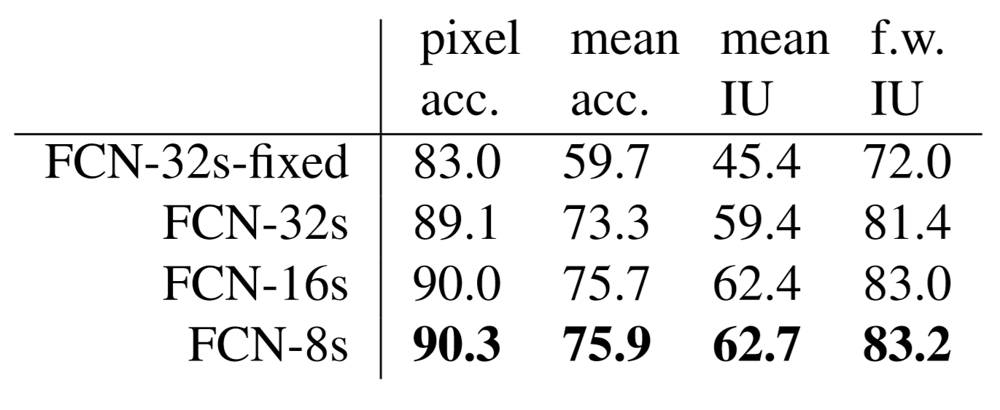 pixel mean mean f.w.
acc. acc. IU IU
FCN-32s-fixed 83.0 59.7 45.4 72.0
FCN-32s 89.1 73.3 59.4 81.4
FCN-16s 90.0 75.7 62.4 83.0
FCN-8s 90.3 75.9 62.7 83.2